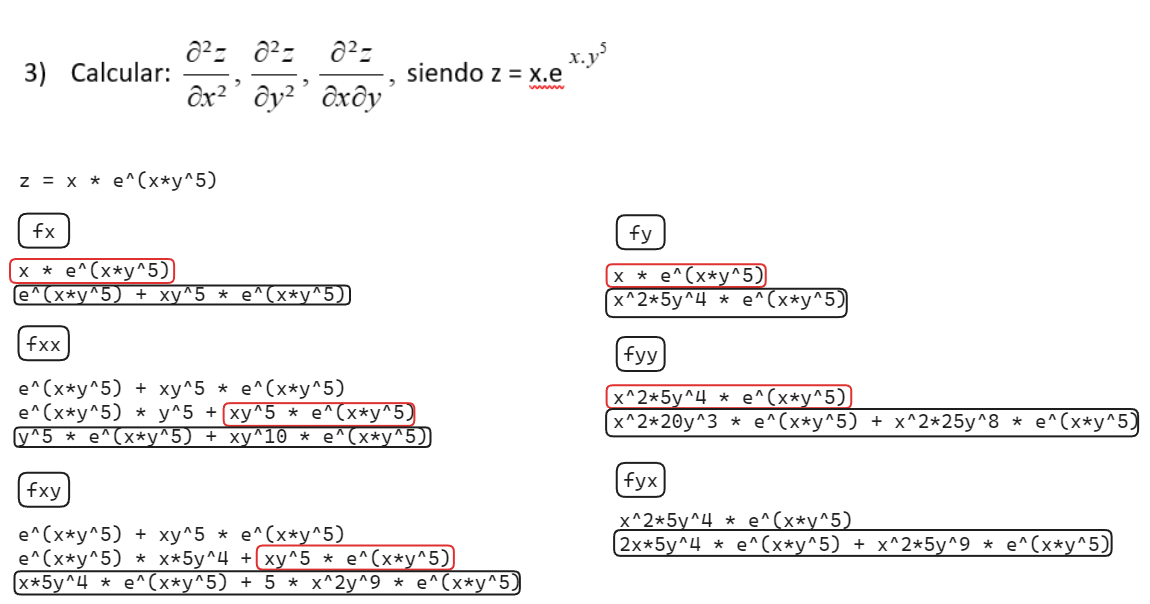 3) Calcular: ∂²z/∂x², ∂²z/∂y², ∂²z/∂x∂y, siendo z = x.e^x.y^5
z = x * e^(x*y^5)
fx
x * e^(x*y^5)
e^(x*y^5) + xy^5 * e^(x*y^5)
fxx
e^(x*y^5) + xy^5 * e^(x*y^5)
e^(x*y^5) * y^5 + xy^5 * e^(x*y^5)
y^5 * e^(x*y^5) + xy^10 * e^(x*y^5)
fxy
e^(x*y^5) + xy^5 * e^(x*y^5)
e^(x*y^5) * x*5y^4 + xy^5 * e^(x*y^5)
x*5y^4 * e^(x*y^5) + 5 * x^2y^9 * e^(x*y^5)
fy
x * e^(x*y^5)
x^2*5y^4 * e^(x*y^5)
fyy
x^2*5y^4 * e^(x*y^5)
x^2*20y^3 * e^(x*y^5) + x^2*25y^8 * e^(x*y^5)
fyx
x^2*5y^4 * e^(x*y^5)
2x*5y^4 * e^(x*y^5) + x^2*5y^9 * e^(x*y^5)